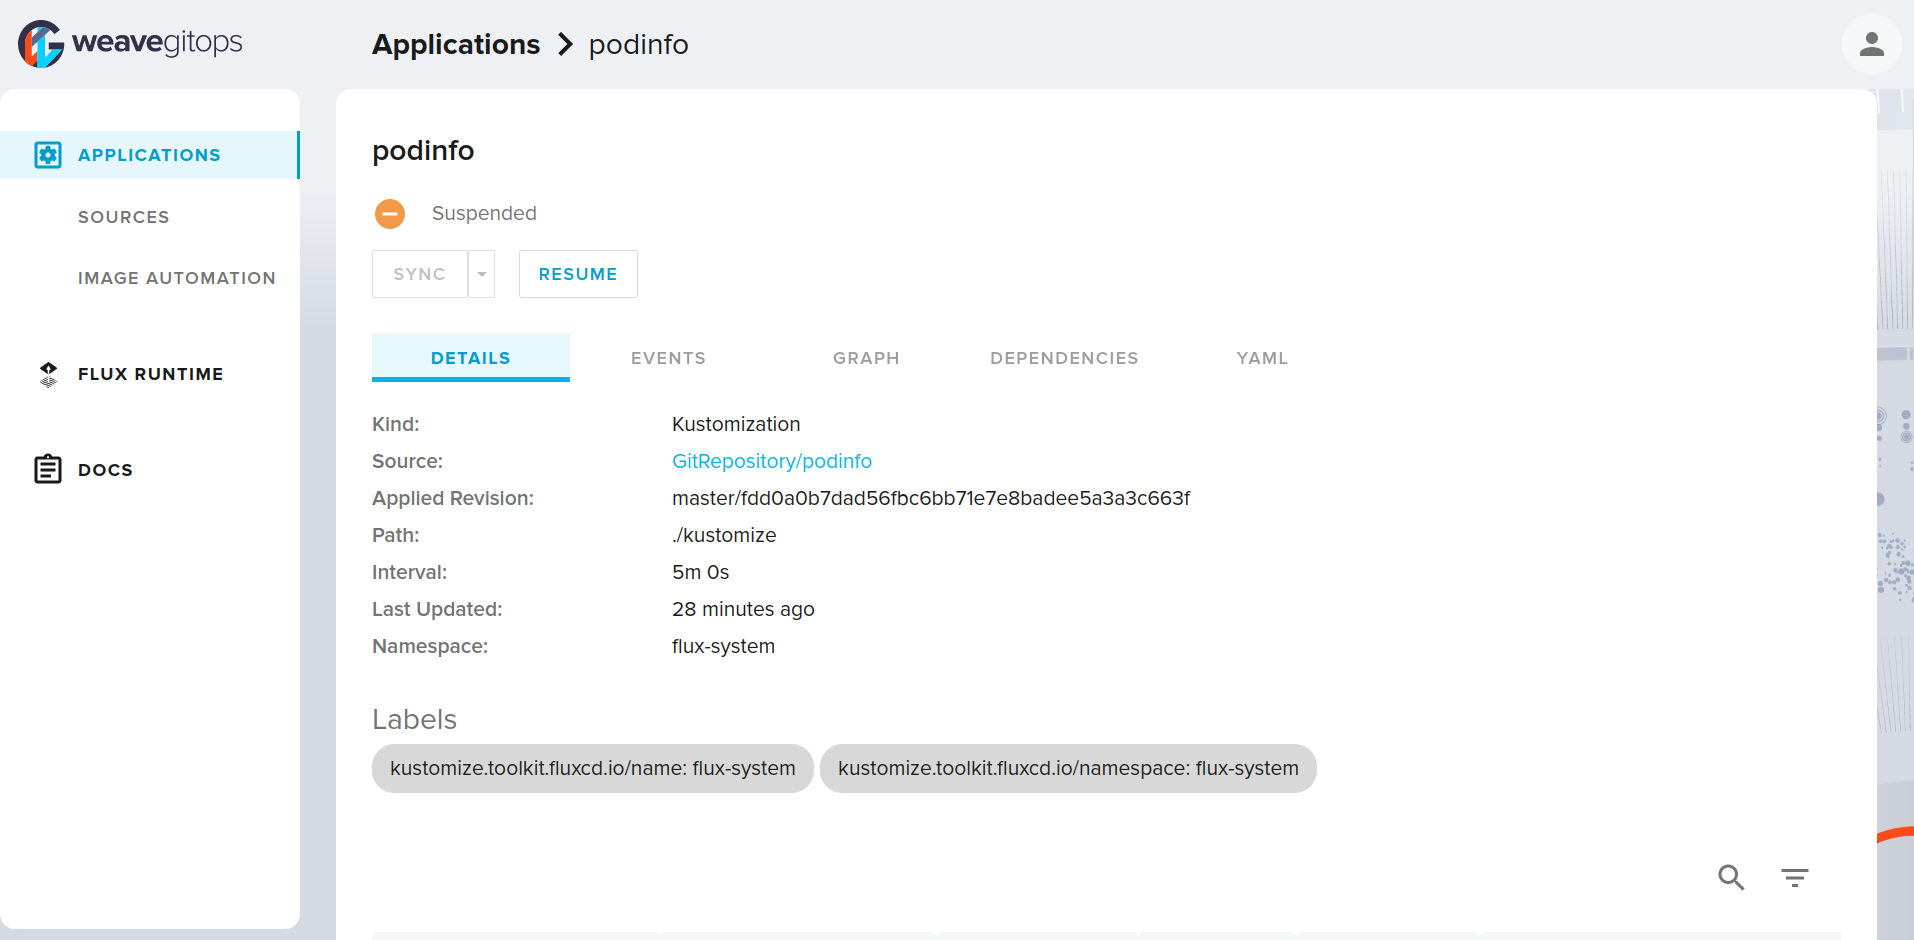 weavegitops
Applications > podinfo
APPLICATIONS
SOURCES
IMAGE AUTOMATION
FLUX RUNTIME
DOCS
podinfo
Suspended
SYNC RESUME
DETAILS EVENTS GRAPH DEPENDENCIES YAML
Kind: Kustomization
Source: GitRepository/podinfo
Applied Revision: master/fdd0a0b7dad56fbc6bb71e7e8badee5a3a3c663f
Path: ./kustomize
Interval: 5m 0s
Last Updated: 28 minutes ago
Namespace: flux-system
Labels
kustomize.toolkit.fluxcd.io/name: flux-system kustomize.toolkit.fluxcd.io/namespace: flux-system